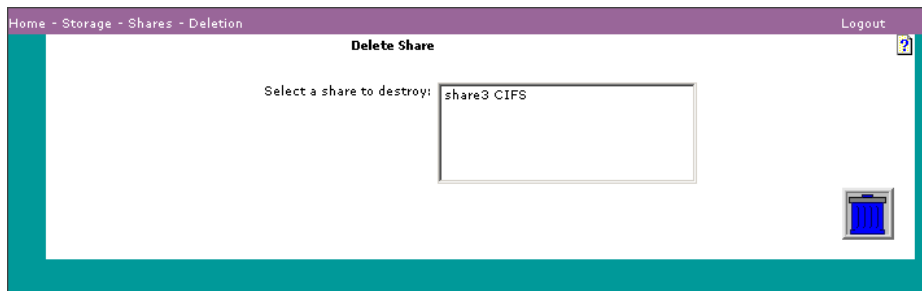 Home - Storage - Shares - Deletion Logout
Delete Share
?
Select a share to destroy: share3 CIFS